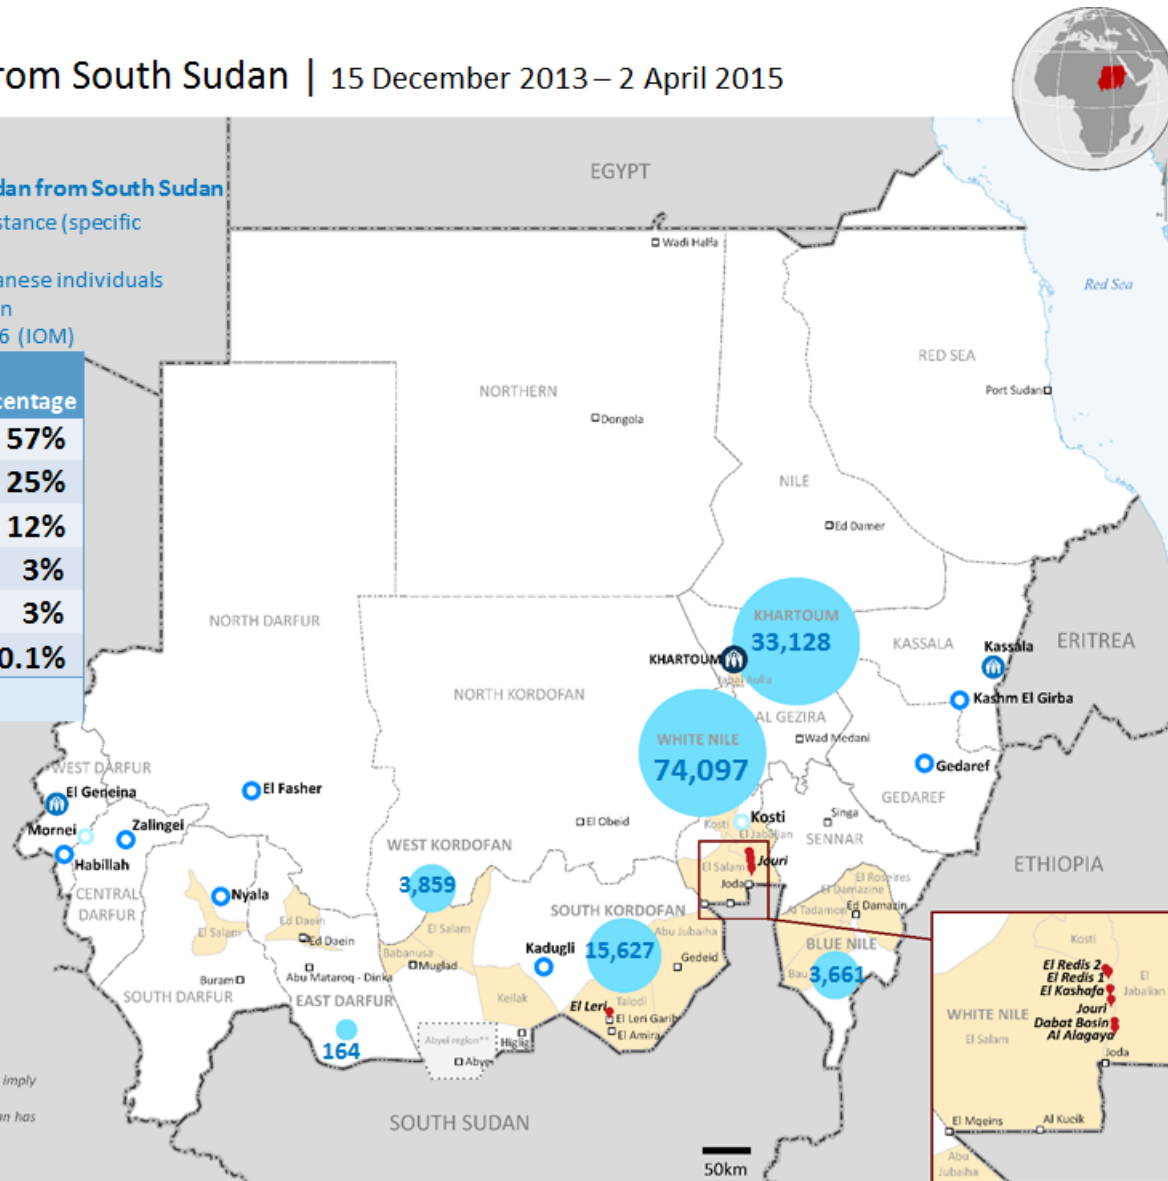 rom South Sudan | 15 December 2013 – 2 April 2015
dan from South Sudan
stance (specific
anese individuals
n
6 (IOM)
centage
57%
25%
12%
3%
3%
0.1%
EGYPT
Wadi Halfa
Red Sea
RED SEA
Port Sudan
NORTHERN
Dongola
NILE
Ed Damer
NORTH DARFUR
KHARTOUM
33,128
KHARTOUM
Jabal Aulia
KASSALA
Kassala
ERITREA
Kashm El Girba
NORTH KORDOFAN
AL GEZIRA
Wad Medani
WHITE NILE
74,097
Gedaref
GEDAREF
WEST DARFUR
El Geneina
El Fasher
Mornei
Zalingei
Habillah
El Obeid
Kosti
Kosti
El Jabalian
Singa
SENNAR
WEST KORDOFAN
3,859
El Salam
Jouri
Joda
ETHIOPIA
El Roseires
El Damazine
Al Tadamon
Ed Damazin
CENTRAL
DARFUR
Nyala
El Salam
Ed Daein
Ed Daein
El Salam
SOUTH KORDOFAN
15,627
Abu Jubaiha
Gedeid
Kadugli
Babanusa
Muglad
BLUE NILE
Bau
3,661
Buram
Abu Mataroq - Dinka
SOUTH DARFUR
EAST DARFUR
Keilak
El Leri
Talodi
El Leri Garib
El Amira
164
Abyei region**
Higlig
Abye
SOUTH SUDAN
50km
Kosti
El Redis 2
El Redis 1
El Kashafa
El
Jabalian
Jouri
WHITE NILE
Dabat Bosin
Al Alagaya
El Salam
Joda
El Mqeins
Al Kueik
Abu
Jubaiha
imply
an has
z